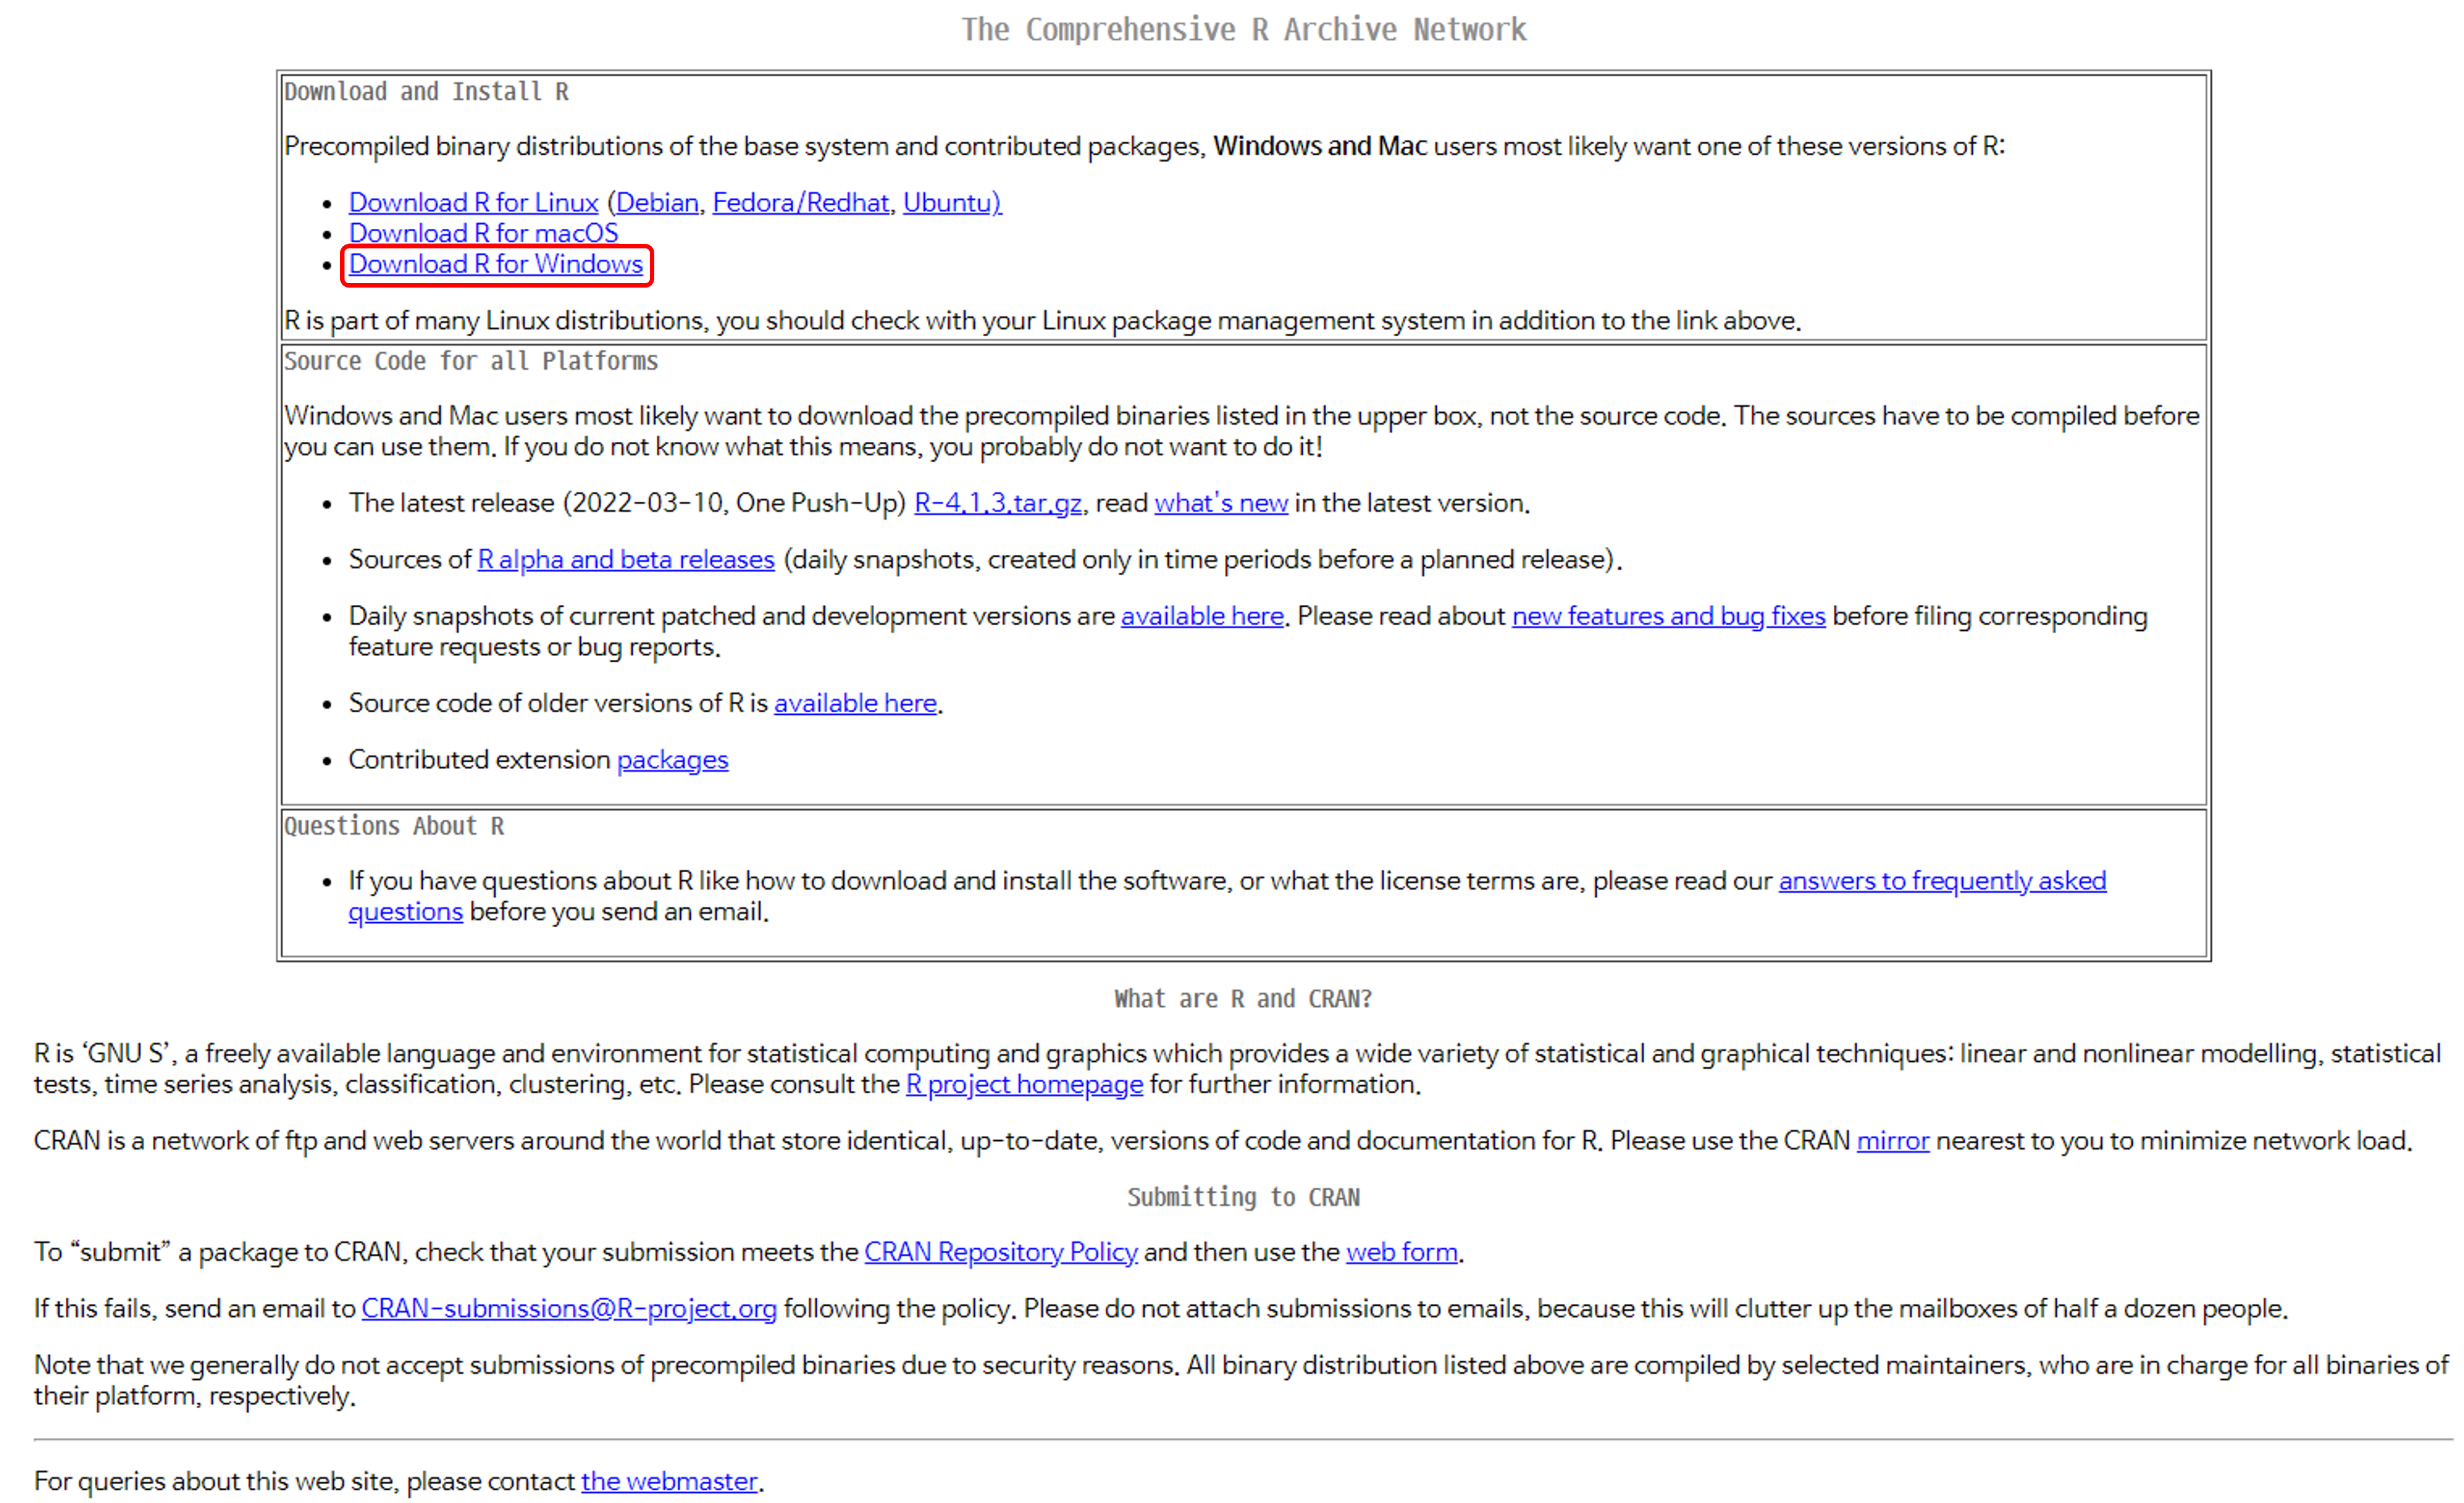 The Comprehensive R Archive Network
Download and Install R
Precompiled binary distributions of the base system and contributed packages, Windows and Mac users most likely want one of these versions of R:
• Download R for Linux (Debian, Fedora/Redhat, Ubuntu)
• Download R for macOS
• Download R for Windows
R is part of many Linux distributions, you should check with your Linux package management system in addition to the link above.
Source Code for all Platforms
Windows and Mac users most likely want to download the precompiled binaries listed in the upper box, not the source code. The sources have to be compiled before
you can use them. If you do not know what this means, you probably do not want to do it!
• The latest release (2022-03-10, One Push-Up) R-4.1.3.tar.gz, read what's new in the latest version.
• Sources of R alpha and beta releases (daily snapshots, created only in time periods before a planned release).
• Daily snapshots of current patched and development versions are available here. Please read about new features and bug fixes before filing corresponding
feature requests or bug reports.
• Source code of older versions of R is available here.
• Contributed extension packages
Questions About R
• If you have questions about R like how to download and install the software, or what the license terms are, please read our answers to frequently asked
questions before you send an email.
What are R and CRAN?
R is ‘GNU S’, a freely available language and environment for statistical computing and graphics which provides a wide variety of statistical and graphical techniques: linear and nonlinear modelling, statistical
tests, time series analysis, classification, clustering, etc. Please consult the R project homepage for further information.
CRAN is a network of ftp and web servers around the world that store identical, up-to-date, versions of code and documentation for R. Please use the CRAN mirror nearest to you to minimize network load.
Submitting to CRAN
To “submit” a package to CRAN, check that your submission meets the CRAN Repository Policy and then use the web form.
If this fails, send an email to CRAN-submissions@R-project.org following the policy. Please do not attach submissions to emails, because this will clutter up the mailboxes of half a dozen people.
Note that we generally do not accept submissions of precompiled binaries due to security reasons. All binary distribution listed above are compiled by selected maintainers, who are in charge for all binaries of
their platform, respectively.
For queries about this web site, please contact the webmaster.